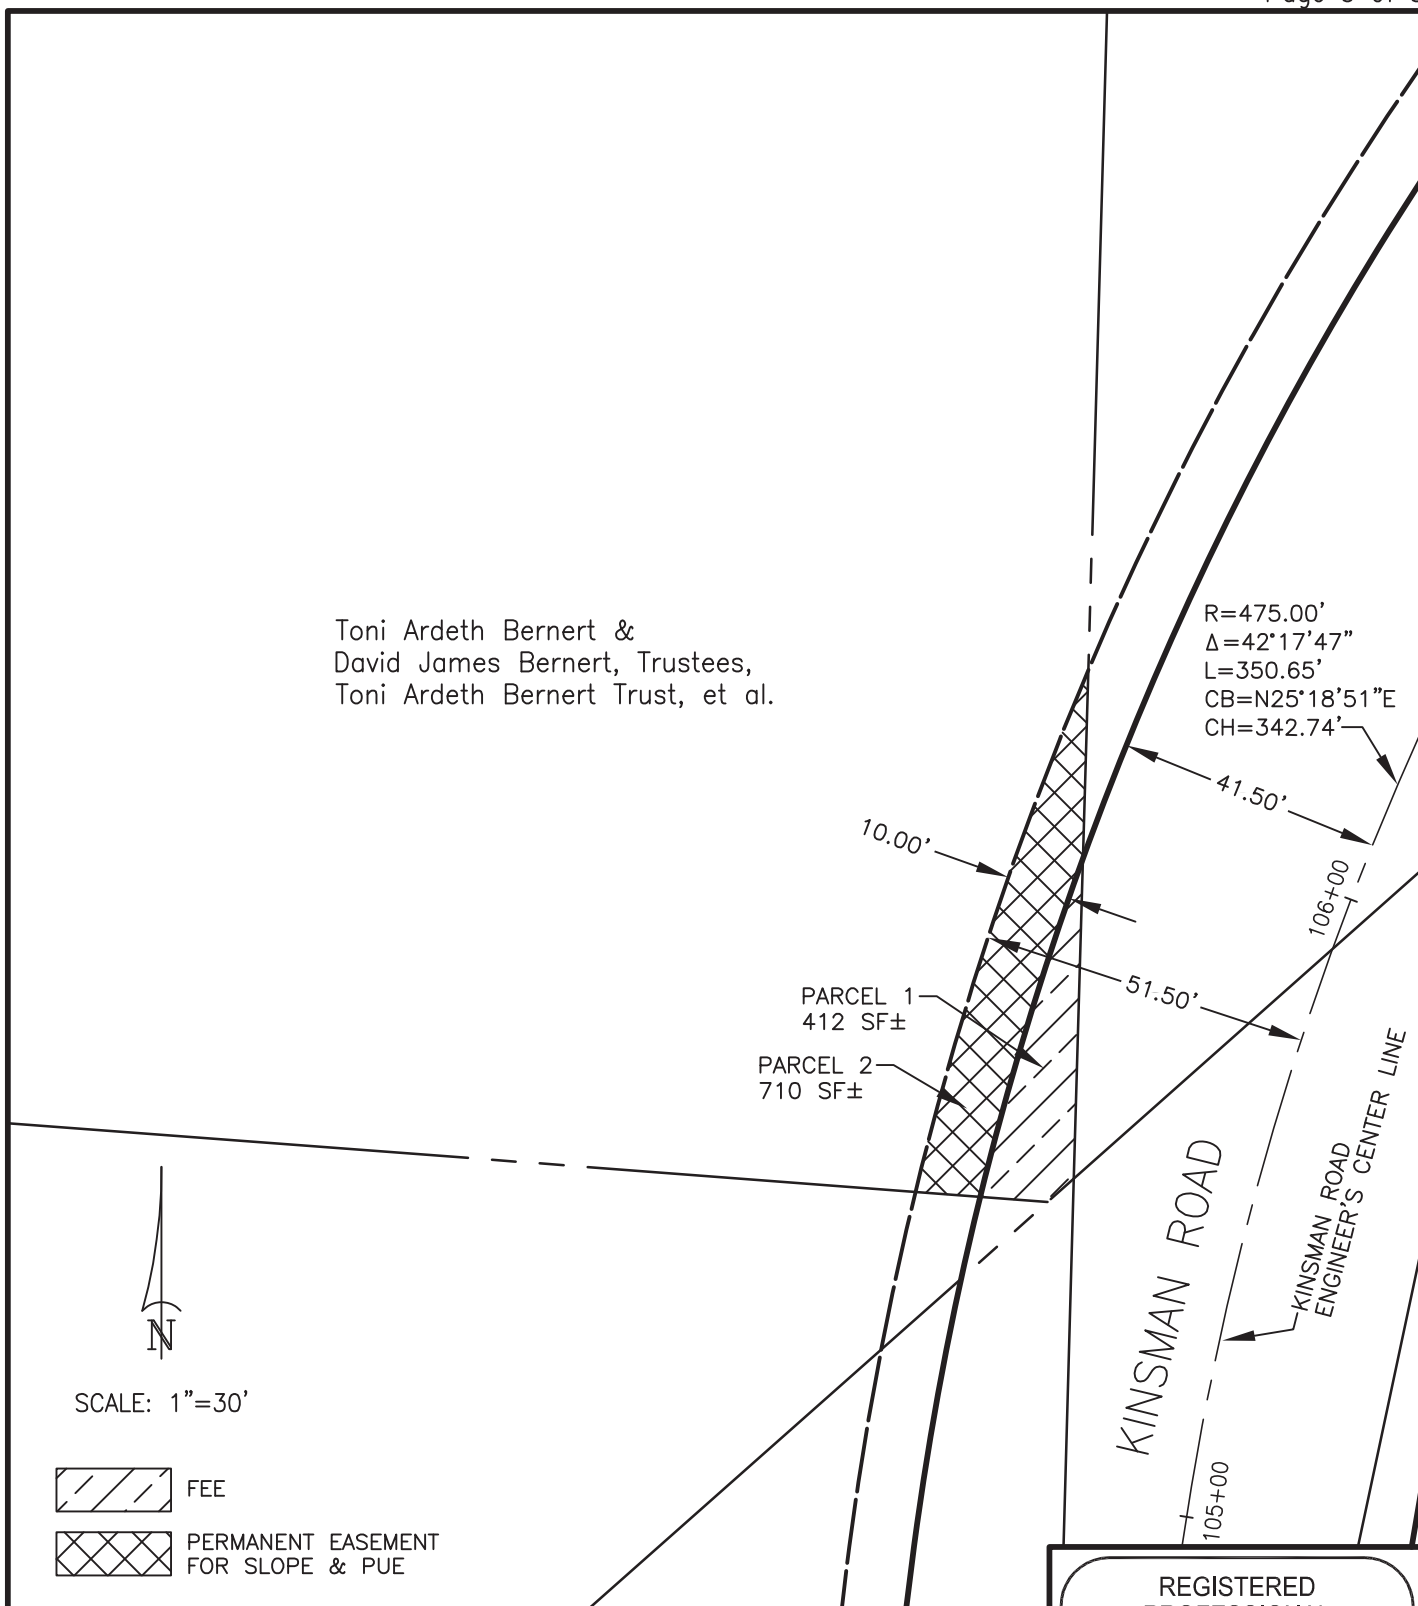 Toni Ardeth Bernert &
David James Bernert, Trustees,
Toni Ardeth Bernert Trust, et al.
R=475.00'
Δ=42°17'47"
L=350.65'
CB=N25°18'51"E
CH=342.74'
41.50'
10.00'
106+00
51.50'
PARCEL 1
412 SF±
PARCEL 2
710 SF±
KINSMAN ROAD
KINSMAN ROAD
ENGINEER'S CENTER LINE
105+00
N
SCALE: 1"=30'
FEE
PERMANENT EASEMENT
FOR SLOPE & PUE
REGISTERED